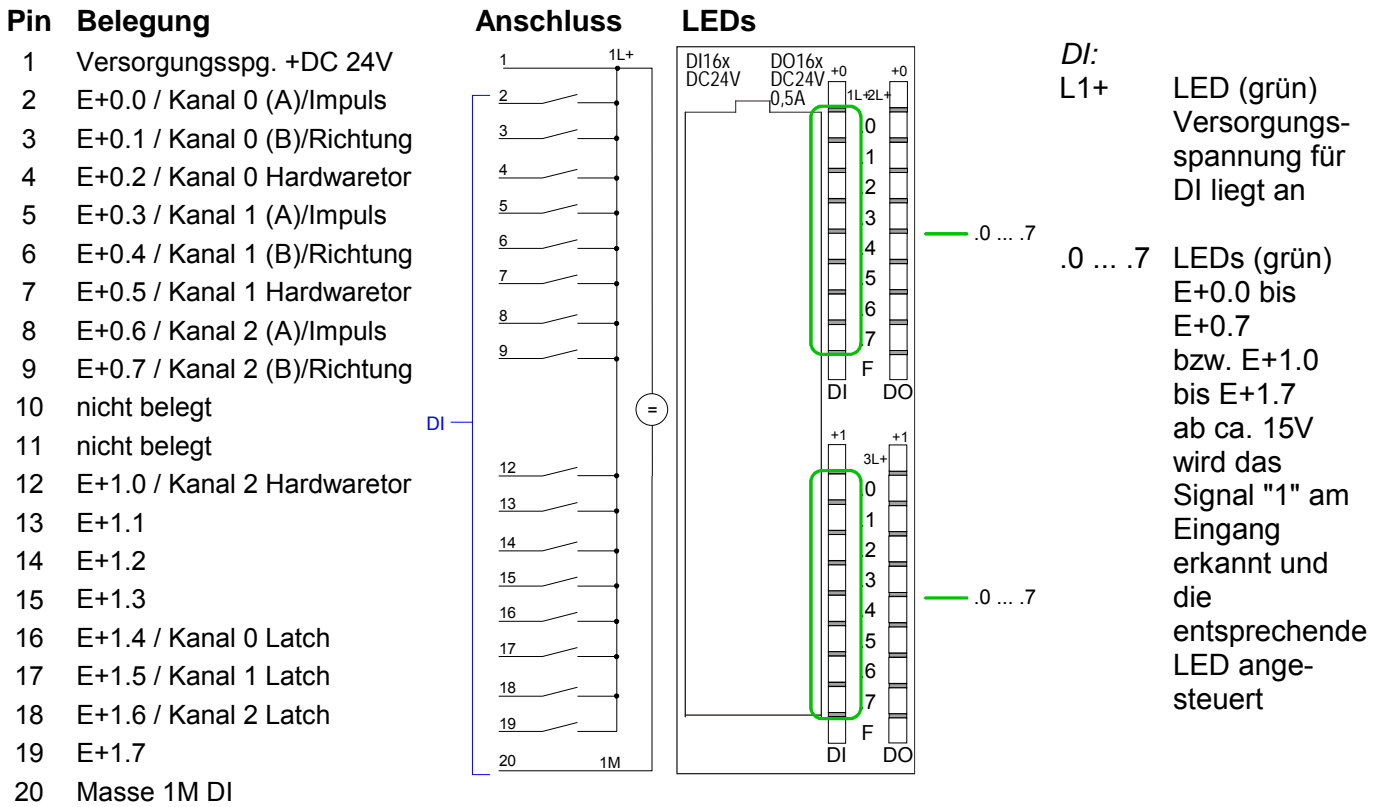 Pin Belegung Anschluss LEDs
1 Versorgungsspg. +DC 24V
2 E+0.0 / Kanal 0 (A)/Impuls
3 E+0.1 / Kanal 0 (B)/Richtung
4 E+0.2 / Kanal 0 Hardwaretor
5 E+0.3 / Kanal 1 (A)/Impuls
6 E+0.4 / Kanal 1 (B)/Richtung
7 E+0.5 / Kanal 1 Hardwaretor
8 E+0.6 / Kanal 2 (A)/Impuls
9 E+0.7 / Kanal 2 (B)/Richtung
10 nicht belegt
11 nicht belegt
12 E+1.0 / Kanal 2 Hardwaretor
13 E+1.1
14 E+1.2
15 E+1.3
16 E+1.4 / Kanal 0 Latch
17 E+1.5 / Kanal 1 Latch
18 E+1.6 / Kanal 2 Latch
19 E+1.7
20 Masse 1M DI
DI
1 1L+
2
3
4
5
6
7
8
9
=
12
13
14
15
16
17
18
19
20 1M
DI16x DO16x
DC24V DC24V
0,5A
+0 +0
1L+ 2L+
.0
.1
.2
.3
.4
.5
.6
.7
F
DI DO
+1 +1
3L+
.0
.1
.2
.3
.4
.5
.6
.7
F
DI DO
.0 ... .7
.0 ... .7
DI:
L1+ LED (grün)
Versorgungs-
spannung für
DI liegt an
.0 ... .7 LEDs (grün)
E+0.0 bis
E+0.7
bzw. E+1.0
bis E+1.7
ab ca. 15V
wird das
Signal "1" am
Eingang
erkannt und
die
entsprechende
LED ange-
steuert